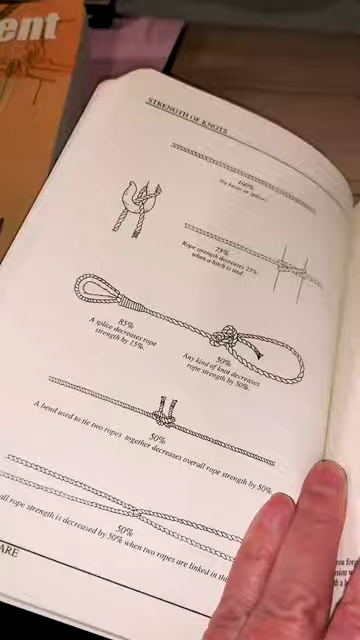 ent
STRENGTH OF KNOTS
100%
No knots or splices.
75%
Rope strength decreases 25%
when a hitch is tied.
85%
A splice decreases rope
strength by 15%.
50%
Any kind of knot decreases
rope strength by 50%.
50%
A bend used to tie two ropes together decreases overall rope strength by 50%.
50%
all rope strength is decreased by 50% when two ropes are linked in
ARE